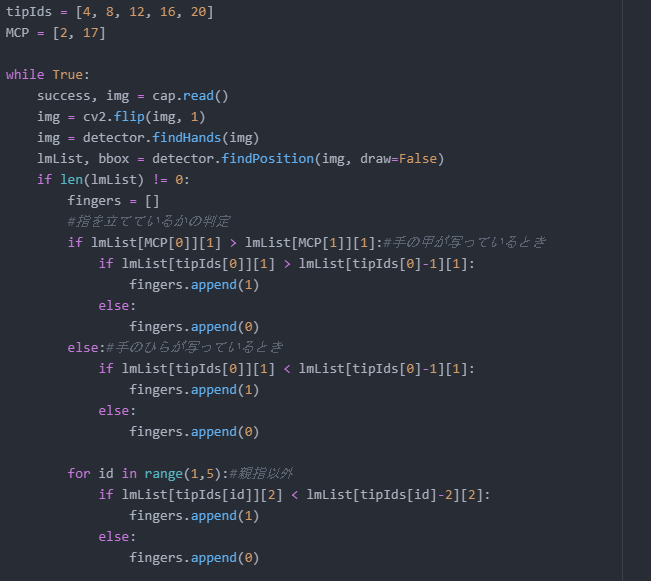 tipIds = [4, 8, 12, 16, 20]
MCP = [2, 17]
while True:
    success, img = cap.read()
    img = cv2.flip(img, 1)
    img = detector.findHands(img)
    lmList, bbox = detector.findPosition(img, draw=False)
    if len(lmList) != 0:
        fingers = []
        #指を立てているかの判定
        if lmList[MCP[0]][1] > lmList[MCP[1]][1]:#手の甲が写っているとき
            if lmList[tipIds[0]][1] > lmList[tipIds[0]-1][1]:
                fingers.append(1)
            else:
                fingers.append(0)
        else:#手のひらが写っているとき
            if lmList[tipIds[0]][1] < lmList[tipIds[0]-1][1]:
                fingers.append(1)
            else:
                fingers.append(0)
        for id in range(1,5):#親指以外
            if lmList[tipIds[id]][2] < lmList[tipIds[id]-2][2]:
                fingers.append(1)
            else:
                fingers.append(0)